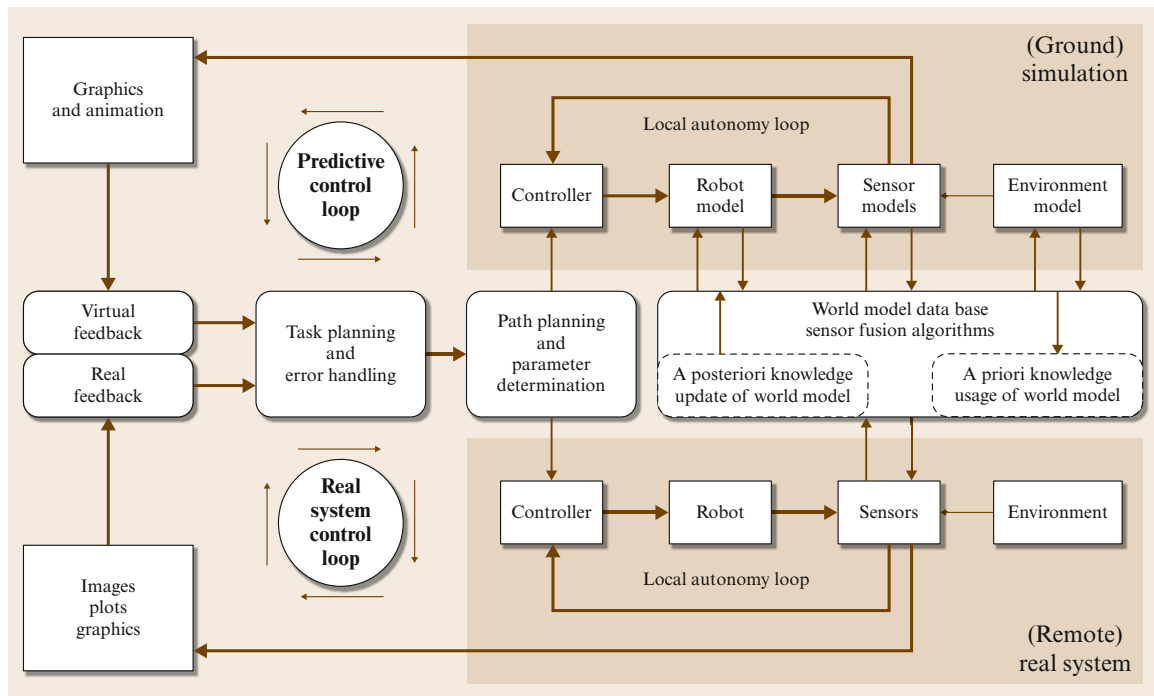 (Ground)
simulation
Graphics
and animation
Local autonomy loop
Predictive
control
loop
Controller
Robot
model
Sensor
models
Environment
model
Virtual
feedback
Real
feedback
Task planning
and
error handling
Path planning
and
parameter
determination
World model data base
sensor fusion algorithms
A posteriori knowledge
update of world model
A priori knowledge
usage of world model
Real
system
control
loop
Controller
Robot
Sensors
Environment
Local autonomy loop
Images
plots
graphics
(Remote)
real system